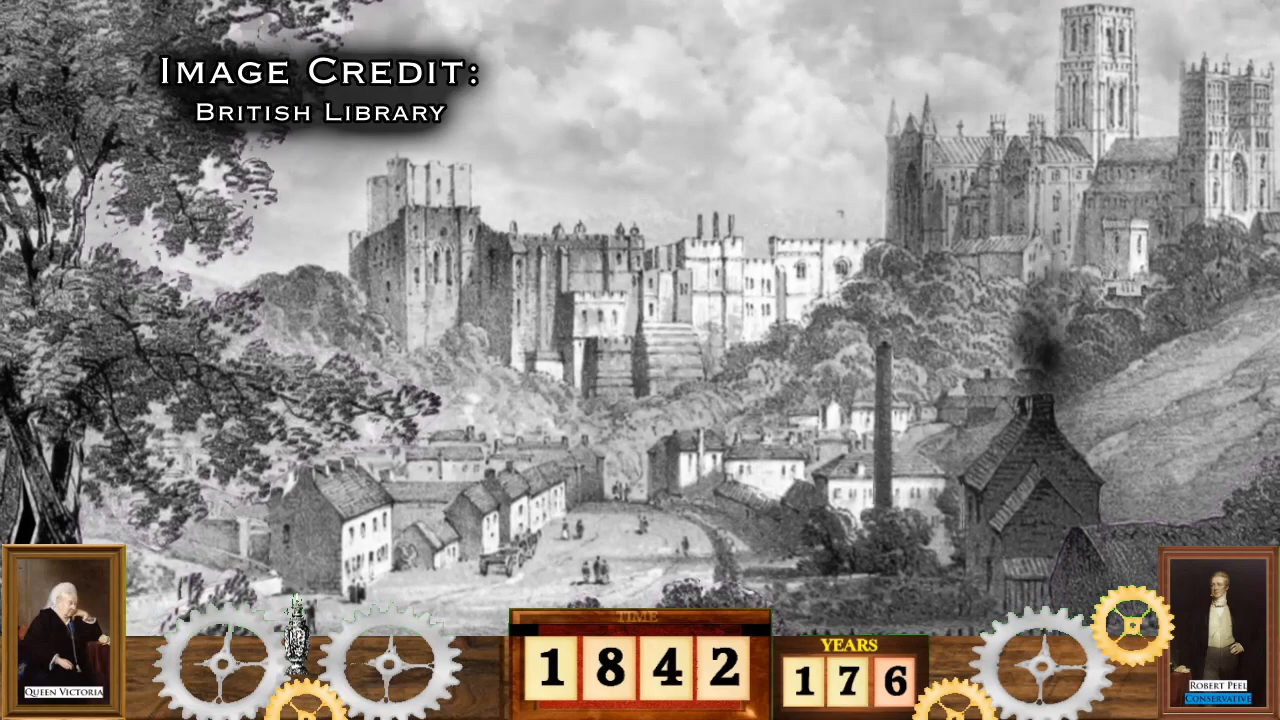 IMAGE CREDIT:
BRITISH LIBRARY
TIME
1842
YEARS
176
QUEEN VICTORIA
ROBERT PEEL
CONSERVATIVE